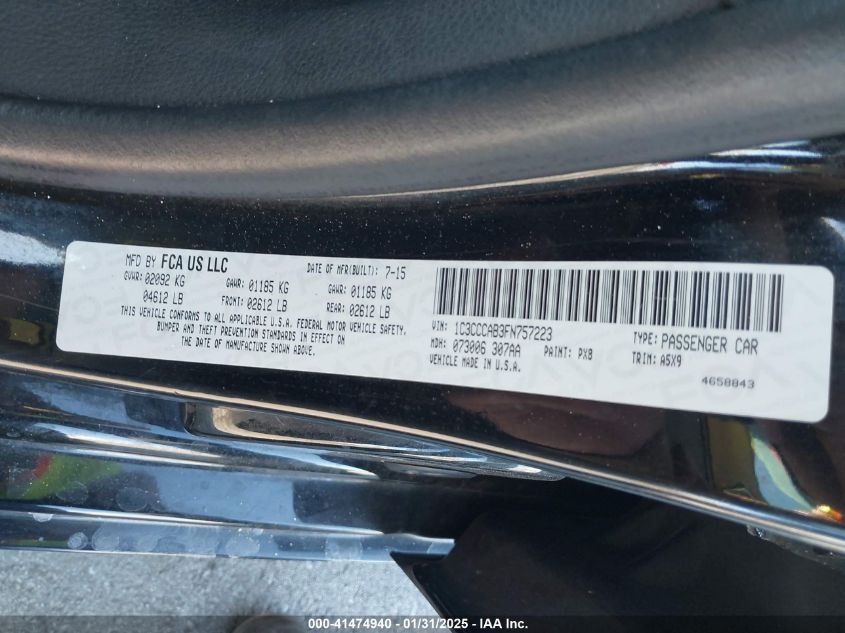 MFD BY FCA US LLC DATE OF MFR(BUILT): 7-15
GVWR: 02092 KG GAWR: 01185 KG GAWR: 01185 KG
04612 LB FRONT: 02612 LB REAR: 02612 LB
THIS VEHICLE CONFORMS TO ALL APPLICABLE U.S.A. FEDERAL MOTOR VEHICLE SAFETY,
BUMPER AND THEFT PREVENTION STANDARDS IN EFFECT ON
THE DATE OF MANUFACTURE SHOWN ABOVE.
VIN: 1C3CCCAB3FN757223 TYPE: PASSENGER CAR
MDH: 073006 307AA PAINT: PX8 TRIM: A5X9
VEHICLE MADE IN U.S.A.
4658843
000-41474940 - 01/31/2025 - IAA Inc.